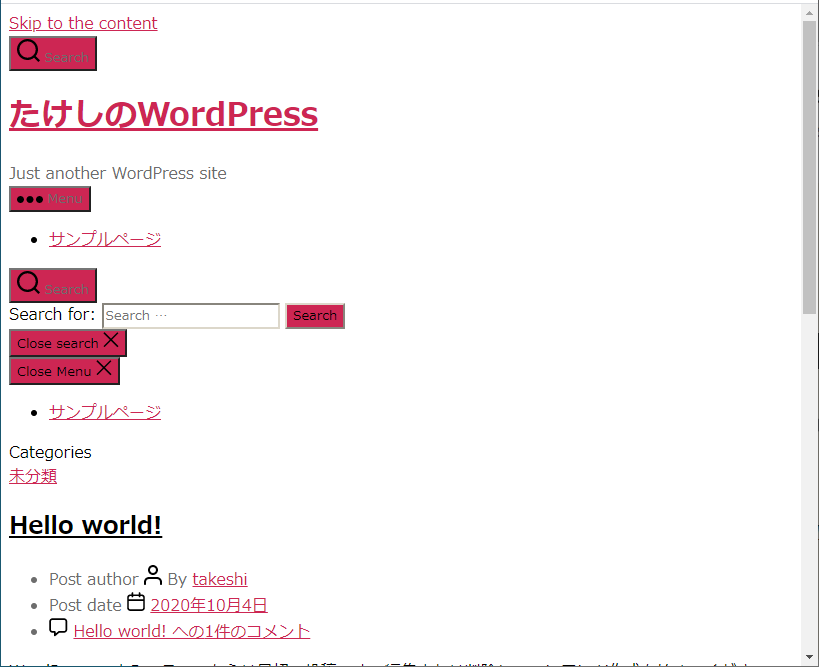 Skip to the content
Search
たけしのWordPress
Just another WordPress site
Menu
サンプルページ
Search
Search for: Search … Search
Close search
Close Menu
サンプルページ
Categories
未分類
Hello world!
Post author By takeshi
Post date 2020年10月4日
Hello world! への1件のコメント